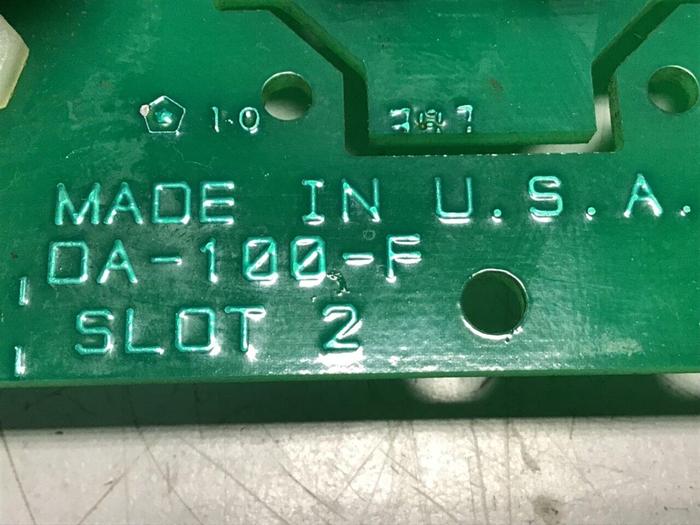 10
MADE IN U.S.A.
DA-100-F
SLOT 2